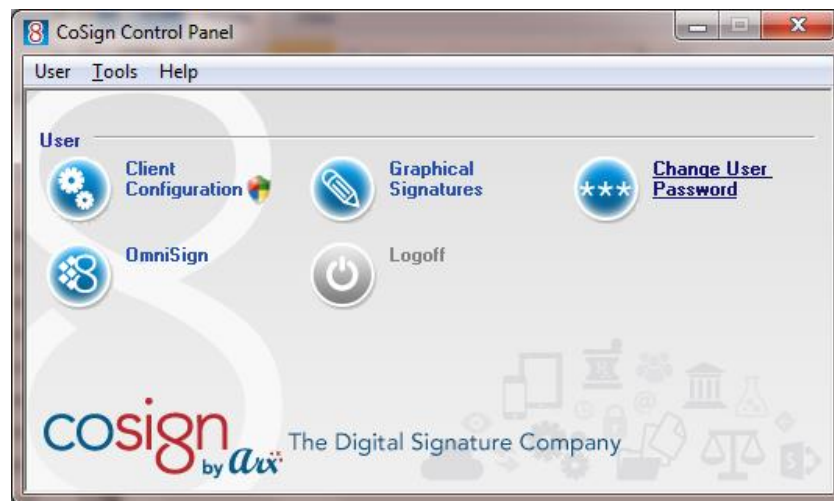 CoSign Control Panel
User Tools Help
User
Client
Configuration
Graphical
Signatures
***
Change User
Password
OmniSign
Logoff
cosign
by arx
The Digital Signature Company